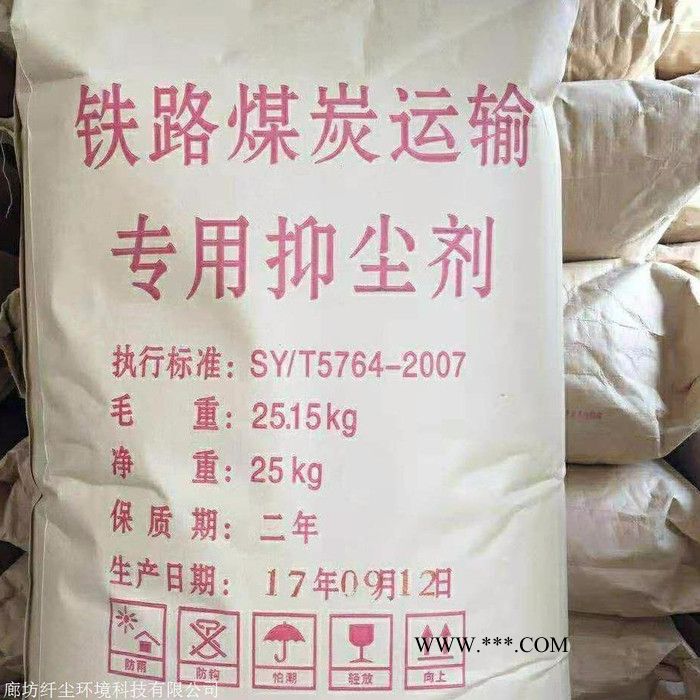 铁路煤炭运输
专用抑尘剂
执行标准：SY/T5764-2007
毛 重：25.15kg
净 重：25kg
保 质 期：二年
生产日期：17年09月12日
防雨 防钩 怕潮 轻放 向上
WWW.***.COM
廊坊纤尘环境科技有限公司